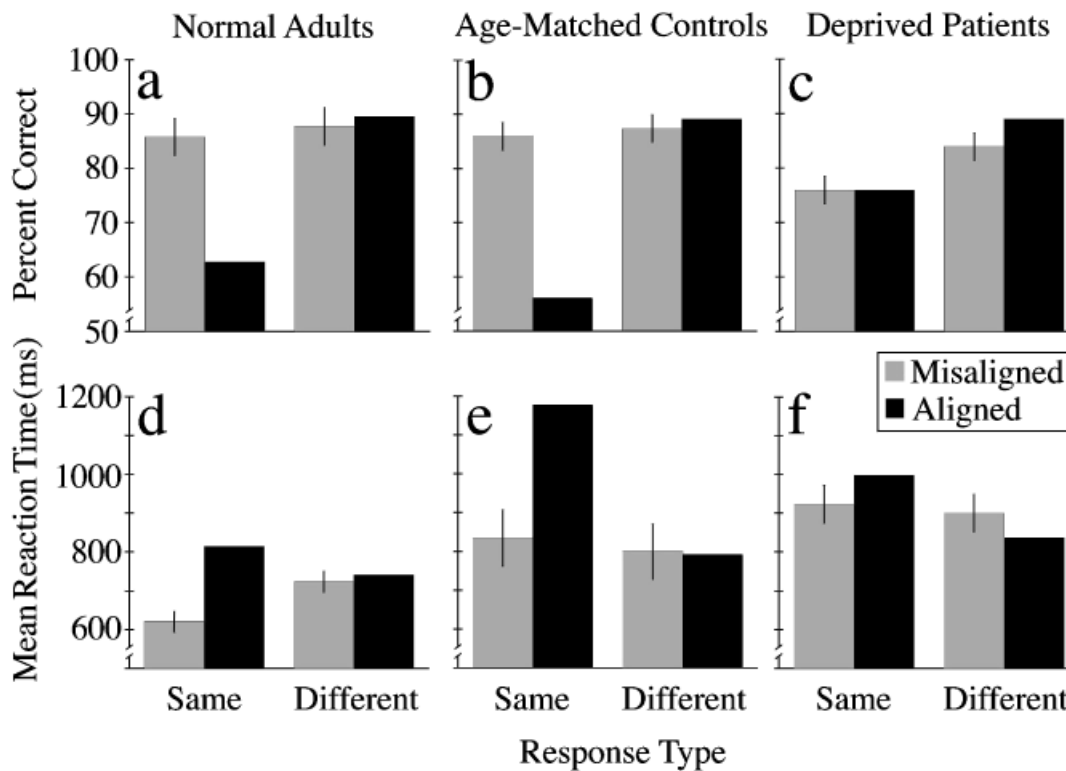 Normal Adults
Age-Matched Controls
Deprived Patients
Percent Correct
100
90
80
70
60
50
a
b
c
Misaligned
Aligned
Mean Reaction Time(ms)
1200
1000
800
600
d
e
f
Same
Different
Same
Different
Same
Different
Response Type